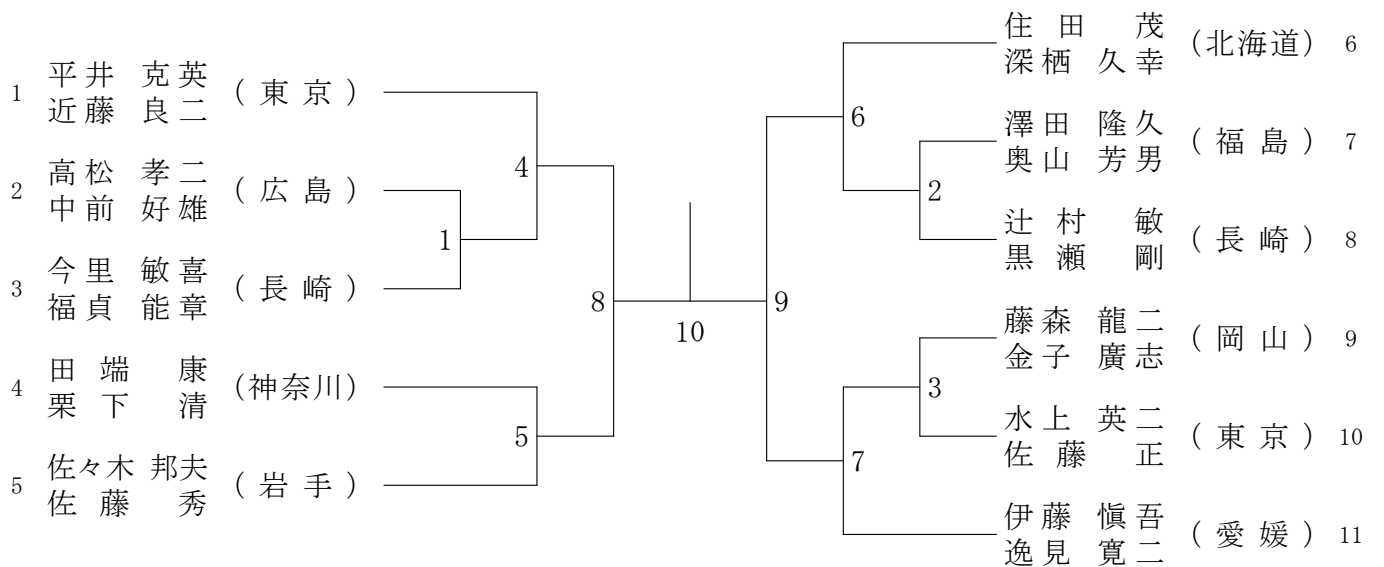 1 平井 克英 (東京)
近藤 良二
2 高松 孝二 (広島)
中前 好雄
3 今里 敏喜 (長崎)
福貞 能章
4 田端 康 (神奈川)
栗下 清
5 佐々木 邦夫 (岩手)
佐藤 秀
4
1
8
5
10
9
6
2
3
7
住田 茂 (北海道) 6
深栖 久幸
澤田 隆久 (福島) 7
奥山 芳男
辻村 敏 (長崎) 8
黒瀬 剛
藤森 龍二 (岡山) 9
金子 廣志
水上 英二 (東京) 10
佐藤 正
伊藤 愼吾 (愛媛) 11
逸見 寛二